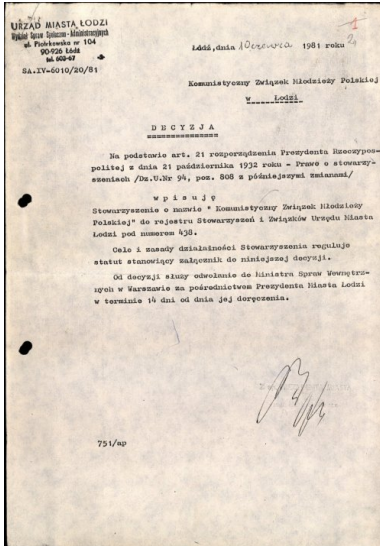 URZĄD MIASTA ŁODZI
Wydział Spraw Społeczno-Administracyjnych
ul. Piotrkowska nr 104
90-926 Łódź
tel. 603-67
SA.IV-6010/20/81
1
Łódź, dnia 1 czerwca 1981 roku
Komunistyczny Związek Młodzieży Polskiej
w Łodzi
D E C Y Z J A
Na podstawie art. 21 rozporządzenia Prezydenta Rzeczypos-
politej z dnia 21 października 1932 roku - Prawo o stowarzy-
szeniach /Dz.U.Nr 94, poz. 808 z późniejszymi zmianami/
w p i s u j ę
Stowarzyszenie o nazwie " Komunistyczny Związek Młodzieży
Polskiej" do rejestru Stowarzyszeń i Związków Urzędu Miasta
Łodzi pod numerem 438.
Cele i zasady działalności Stowarzyszenia reguluje
statut stanowiący załącznik do niniejszej decyzji.
Od decyzji służy odwołanie do Ministra Spraw Wewnętrz-
nych w Warszawie za pośrednictwem Prezydenta Miasta Łodzi
w terminie 14 dni od dnia jej doręczenia.
751/ap